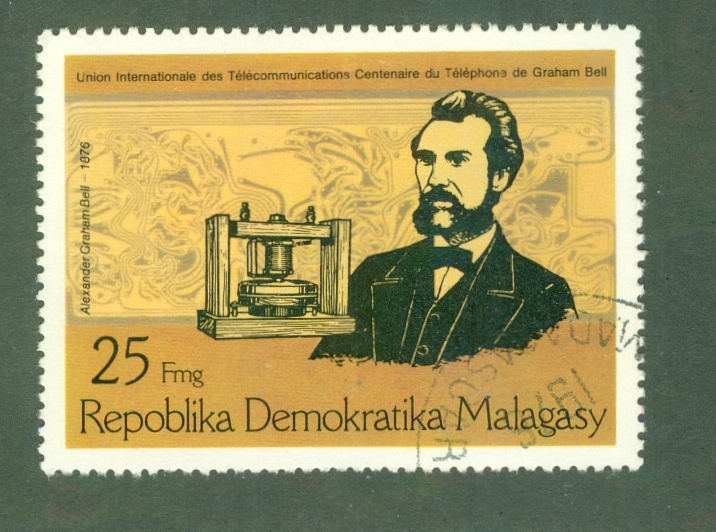 Union Internationale des Télécommunications Centenaire du Téléphone de Graham Bell
Alexander Graham Bell – 1876
25 Fmg
Repoblika Demokratika Malagasy